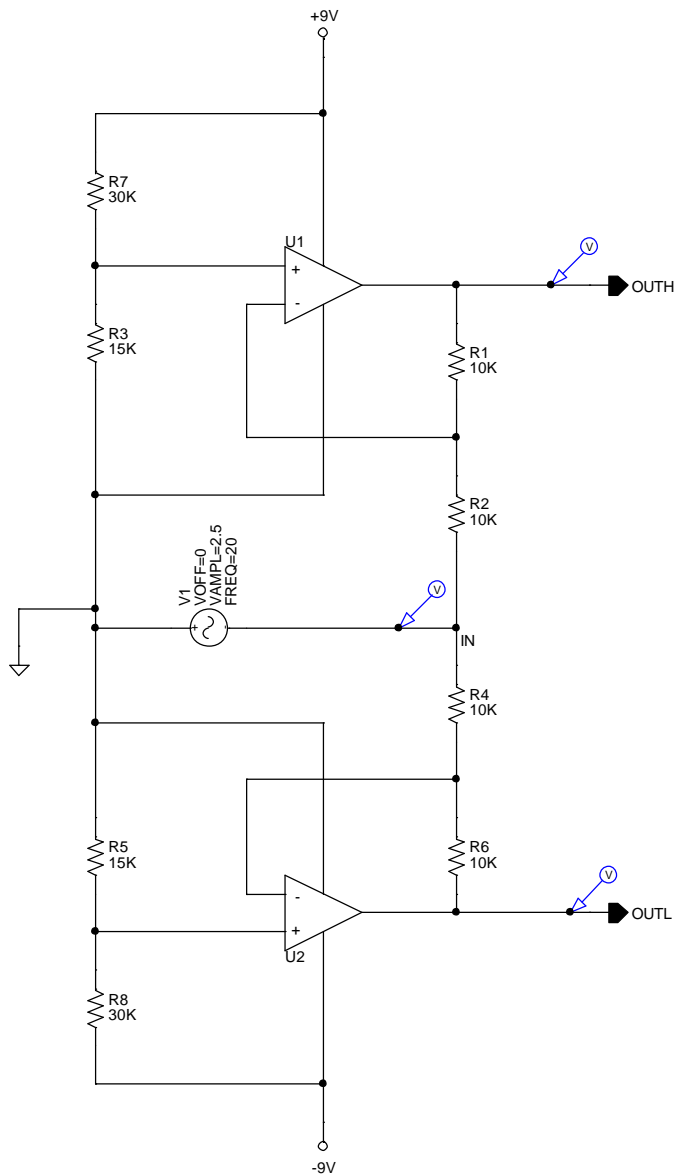 +9V
R7
30K
U1
+
-
V
OUTH
R3
15K
R1
10K
R2
10K
V1
VOFF=0
VAMPL=2.5
FREQ=20
V
+
-
IN
R4
10K
R5
15K
R6
10K
V
-
+
U2
OUTL
R8
30K
-9V